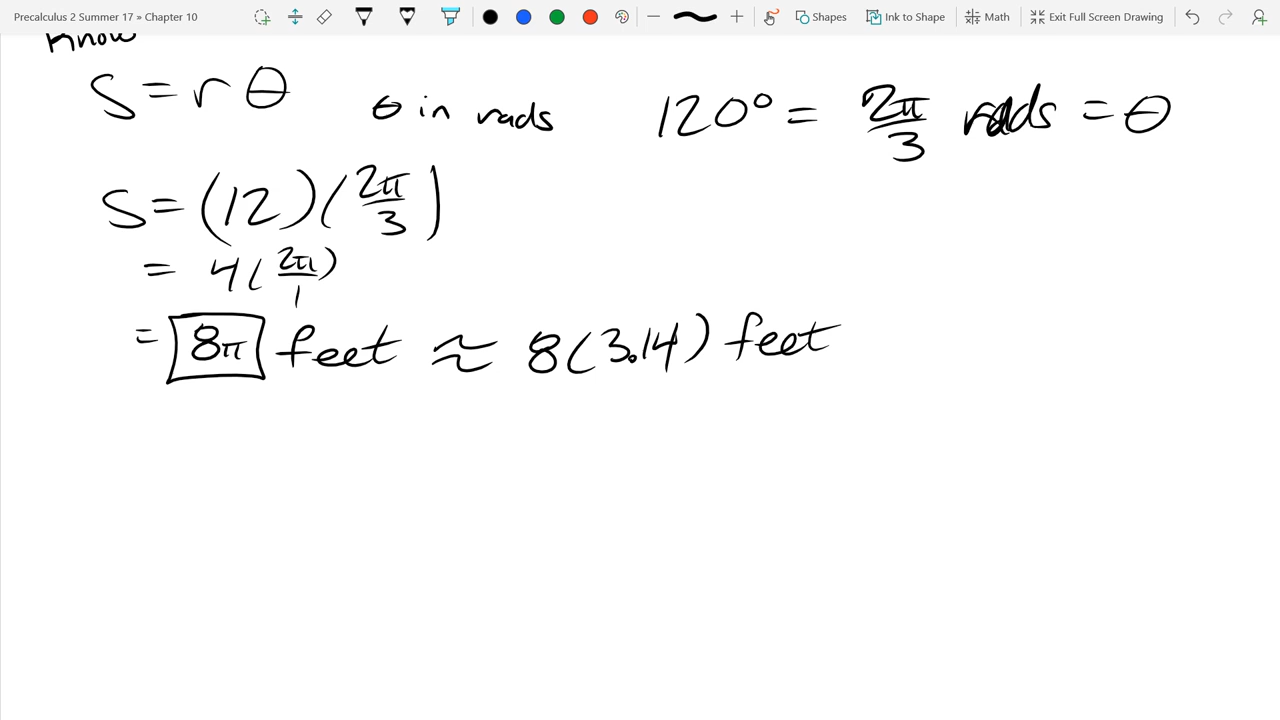 Precalculus 2 Summer 17 » Chapter 10 Shapes Ink to Shape Math Exit Full Screen Drawing
Know
S = r θ θ in rads 120° = 2π/3 rads = θ
S = (12)(2π/3)
= 4(2π/1)
= 8π feet ≈ 8(3.14) feet